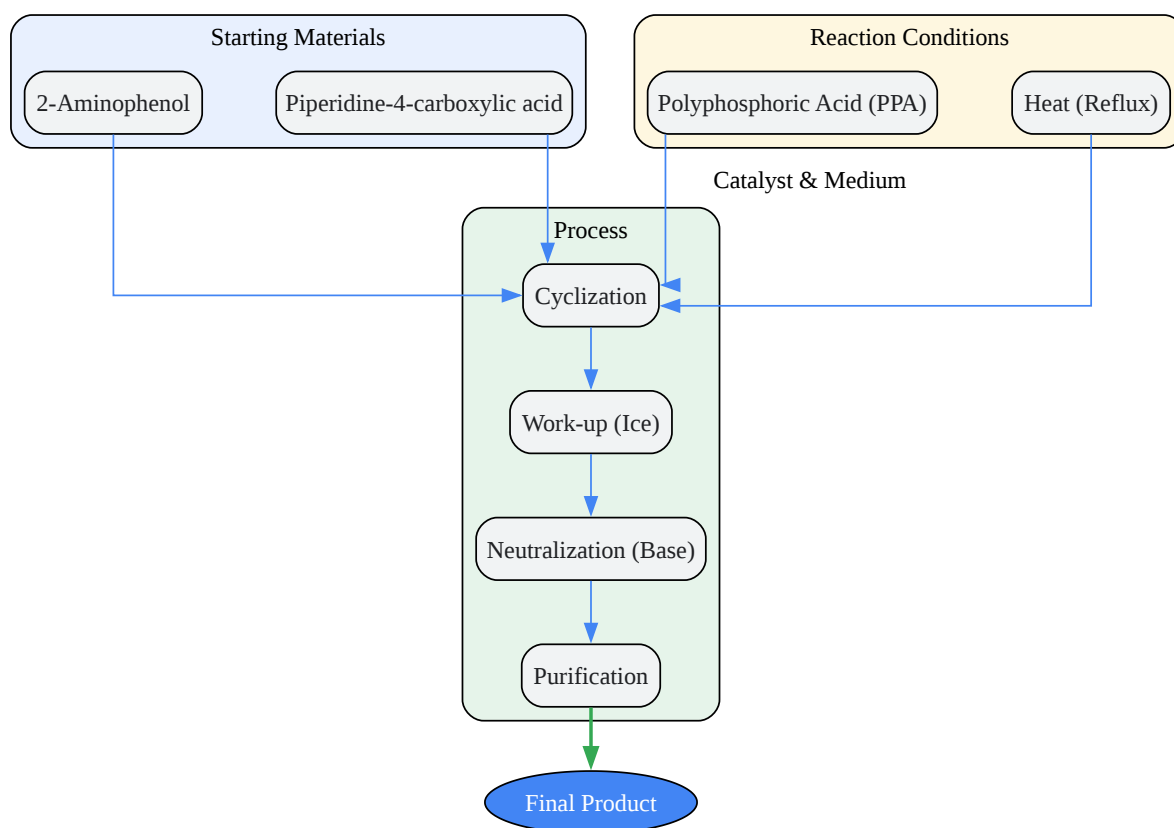 Starting Materials
2-Aminophenol
Piperidine-4-carboxylic acid
Reaction Conditions
Polyphosphoric Acid (PPA)
Heat (Reflux)
Catalyst & Medium
Process
Cyclization
Work-up (Ice)
Neutralization (Base)
Purification
Final Product